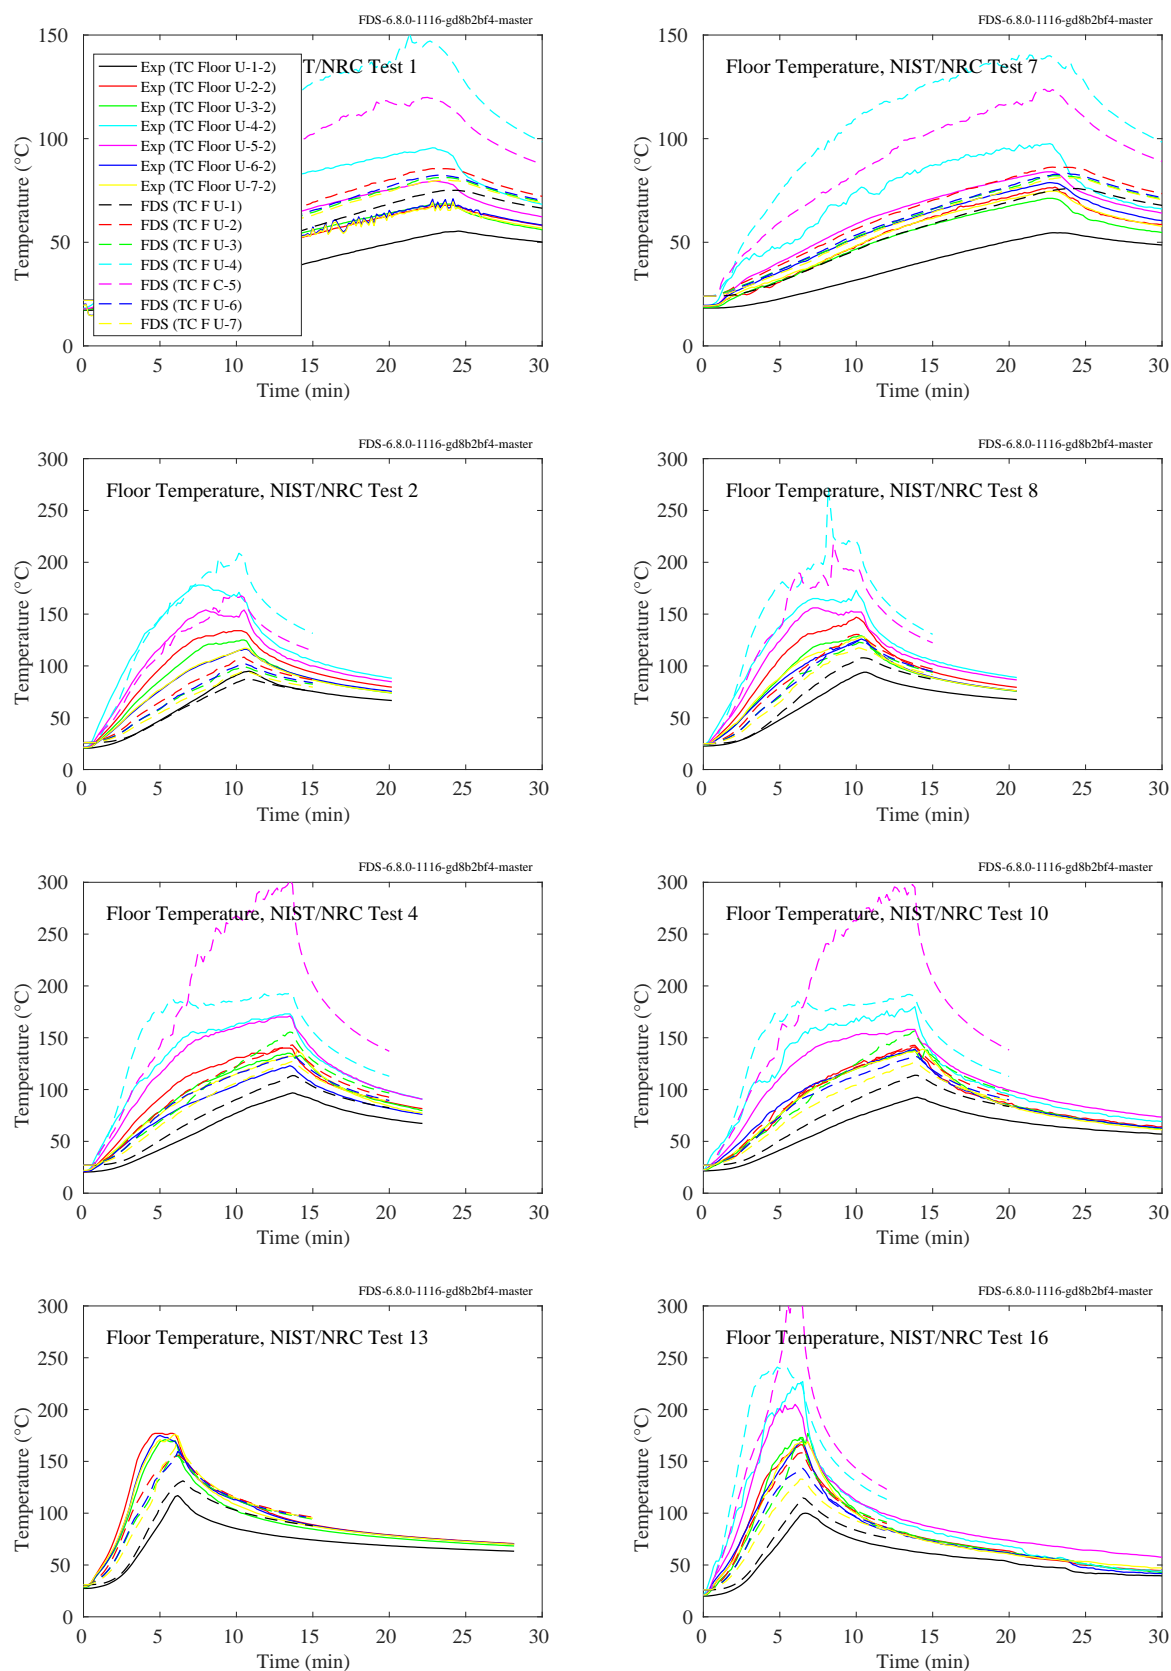 FDS-6.8.0-1116-gd8b2bf4-master
T/NRC Test 1
Exp (TC Floor U-1-2)
Exp (TC Floor U-2-2)
Exp (TC Floor U-3-2)
Exp (TC Floor U-4-2)
Exp (TC Floor U-5-2)
Exp (TC Floor U-6-2)
Exp (TC Floor U-7-2)
FDS (TC F U-1)
FDS (TC F U-2)
FDS (TC F U-3)
FDS (TC F U-4)
FDS (TC F C-5)
FDS (TC F U-6)
FDS (TC F U-7)
Temperature (°C)
150
100
50
0
0 5 10 15 20 25 30
Time (min)
FDS-6.8.0-1116-gd8b2bf4-master
Floor Temperature, NIST/NRC Test 7
Temperature (°C)
150
100
50
0
0 5 10 15 20 25 30
Time (min)
FDS-6.8.0-1116-gd8b2bf4-master
Floor Temperature, NIST/NRC Test 2
Temperature (°C)
300
250
200
150
100
50
0
0 5 10 15 20 25 30
Time (min)
FDS-6.8.0-1116-gd8b2bf4-master
Floor Temperature, NIST/NRC Test 8
Temperature (°C)
300
250
200
150
100
50
0
0 5 10 15 20 25 30
Time (min)
FDS-6.8.0-1116-gd8b2bf4-master
Floor Temperature, NIST/NRC Test 4
Temperature (°C)
300
250
200
150
100
50
0
0 5 10 15 20 25 30
Time (min)
FDS-6.8.0-1116-gd8b2bf4-master
Floor Temperature, NIST/NRC Test 10
Temperature (°C)
300
250
200
150
100
50
0
0 5 10 15 20 25 30
Time (min)
FDS-6.8.0-1116-gd8b2bf4-master
Floor Temperature, NIST/NRC Test 13
Temperature (°C)
300
250
200
150
100
50
0
0 5 10 15 20 25 30
Time (min)
FDS-6.8.0-1116-gd8b2bf4-master
Floor Temperature, NIST/NRC Test 16
Temperature (°C)
300
250
200
150
100
50
0
0 5 10 15 20 25 30
Time (min)